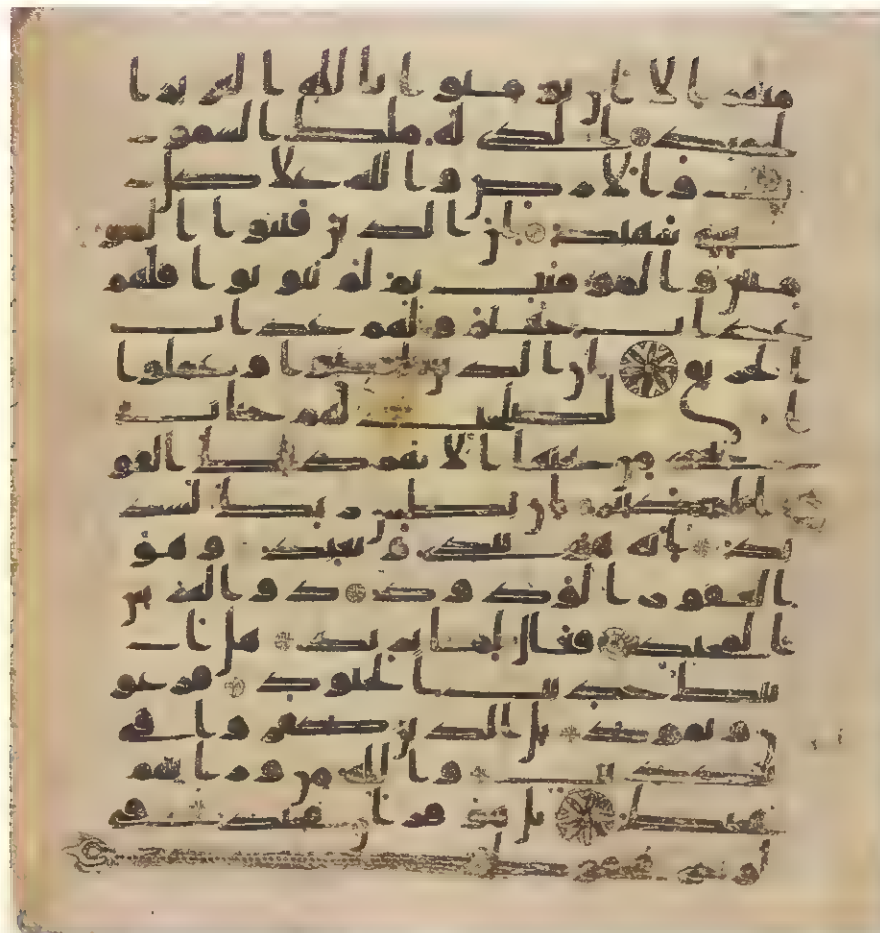 منهم الا ان يومنوا بالله العزيز ا
لحميد الذي له ملك السمو
ت والارض والله على كل
شي شهيد ان الذين فتنوا المو
منين والمومنت ثم لم يتوبوا فلهم
عذاب جهنم ولهم عذاب
الحريق ان الذين امنوا وعملوا
الصلحت لهم جنت
تجري من تحتها الانهر ذلك الفو
ز الكبير ان بطش ربك لشد
يد انه هو يبدي ويعيد وهو
الغفور الودود ذو العرش
المجيد فعال لما يريد هل ا
تيك حديث الجنود فرعو
ن وثمود بل الذين كفروا في
تكذيب والله من ورايهم
محيط بل هو قران مجيد في
لوح محفوظ